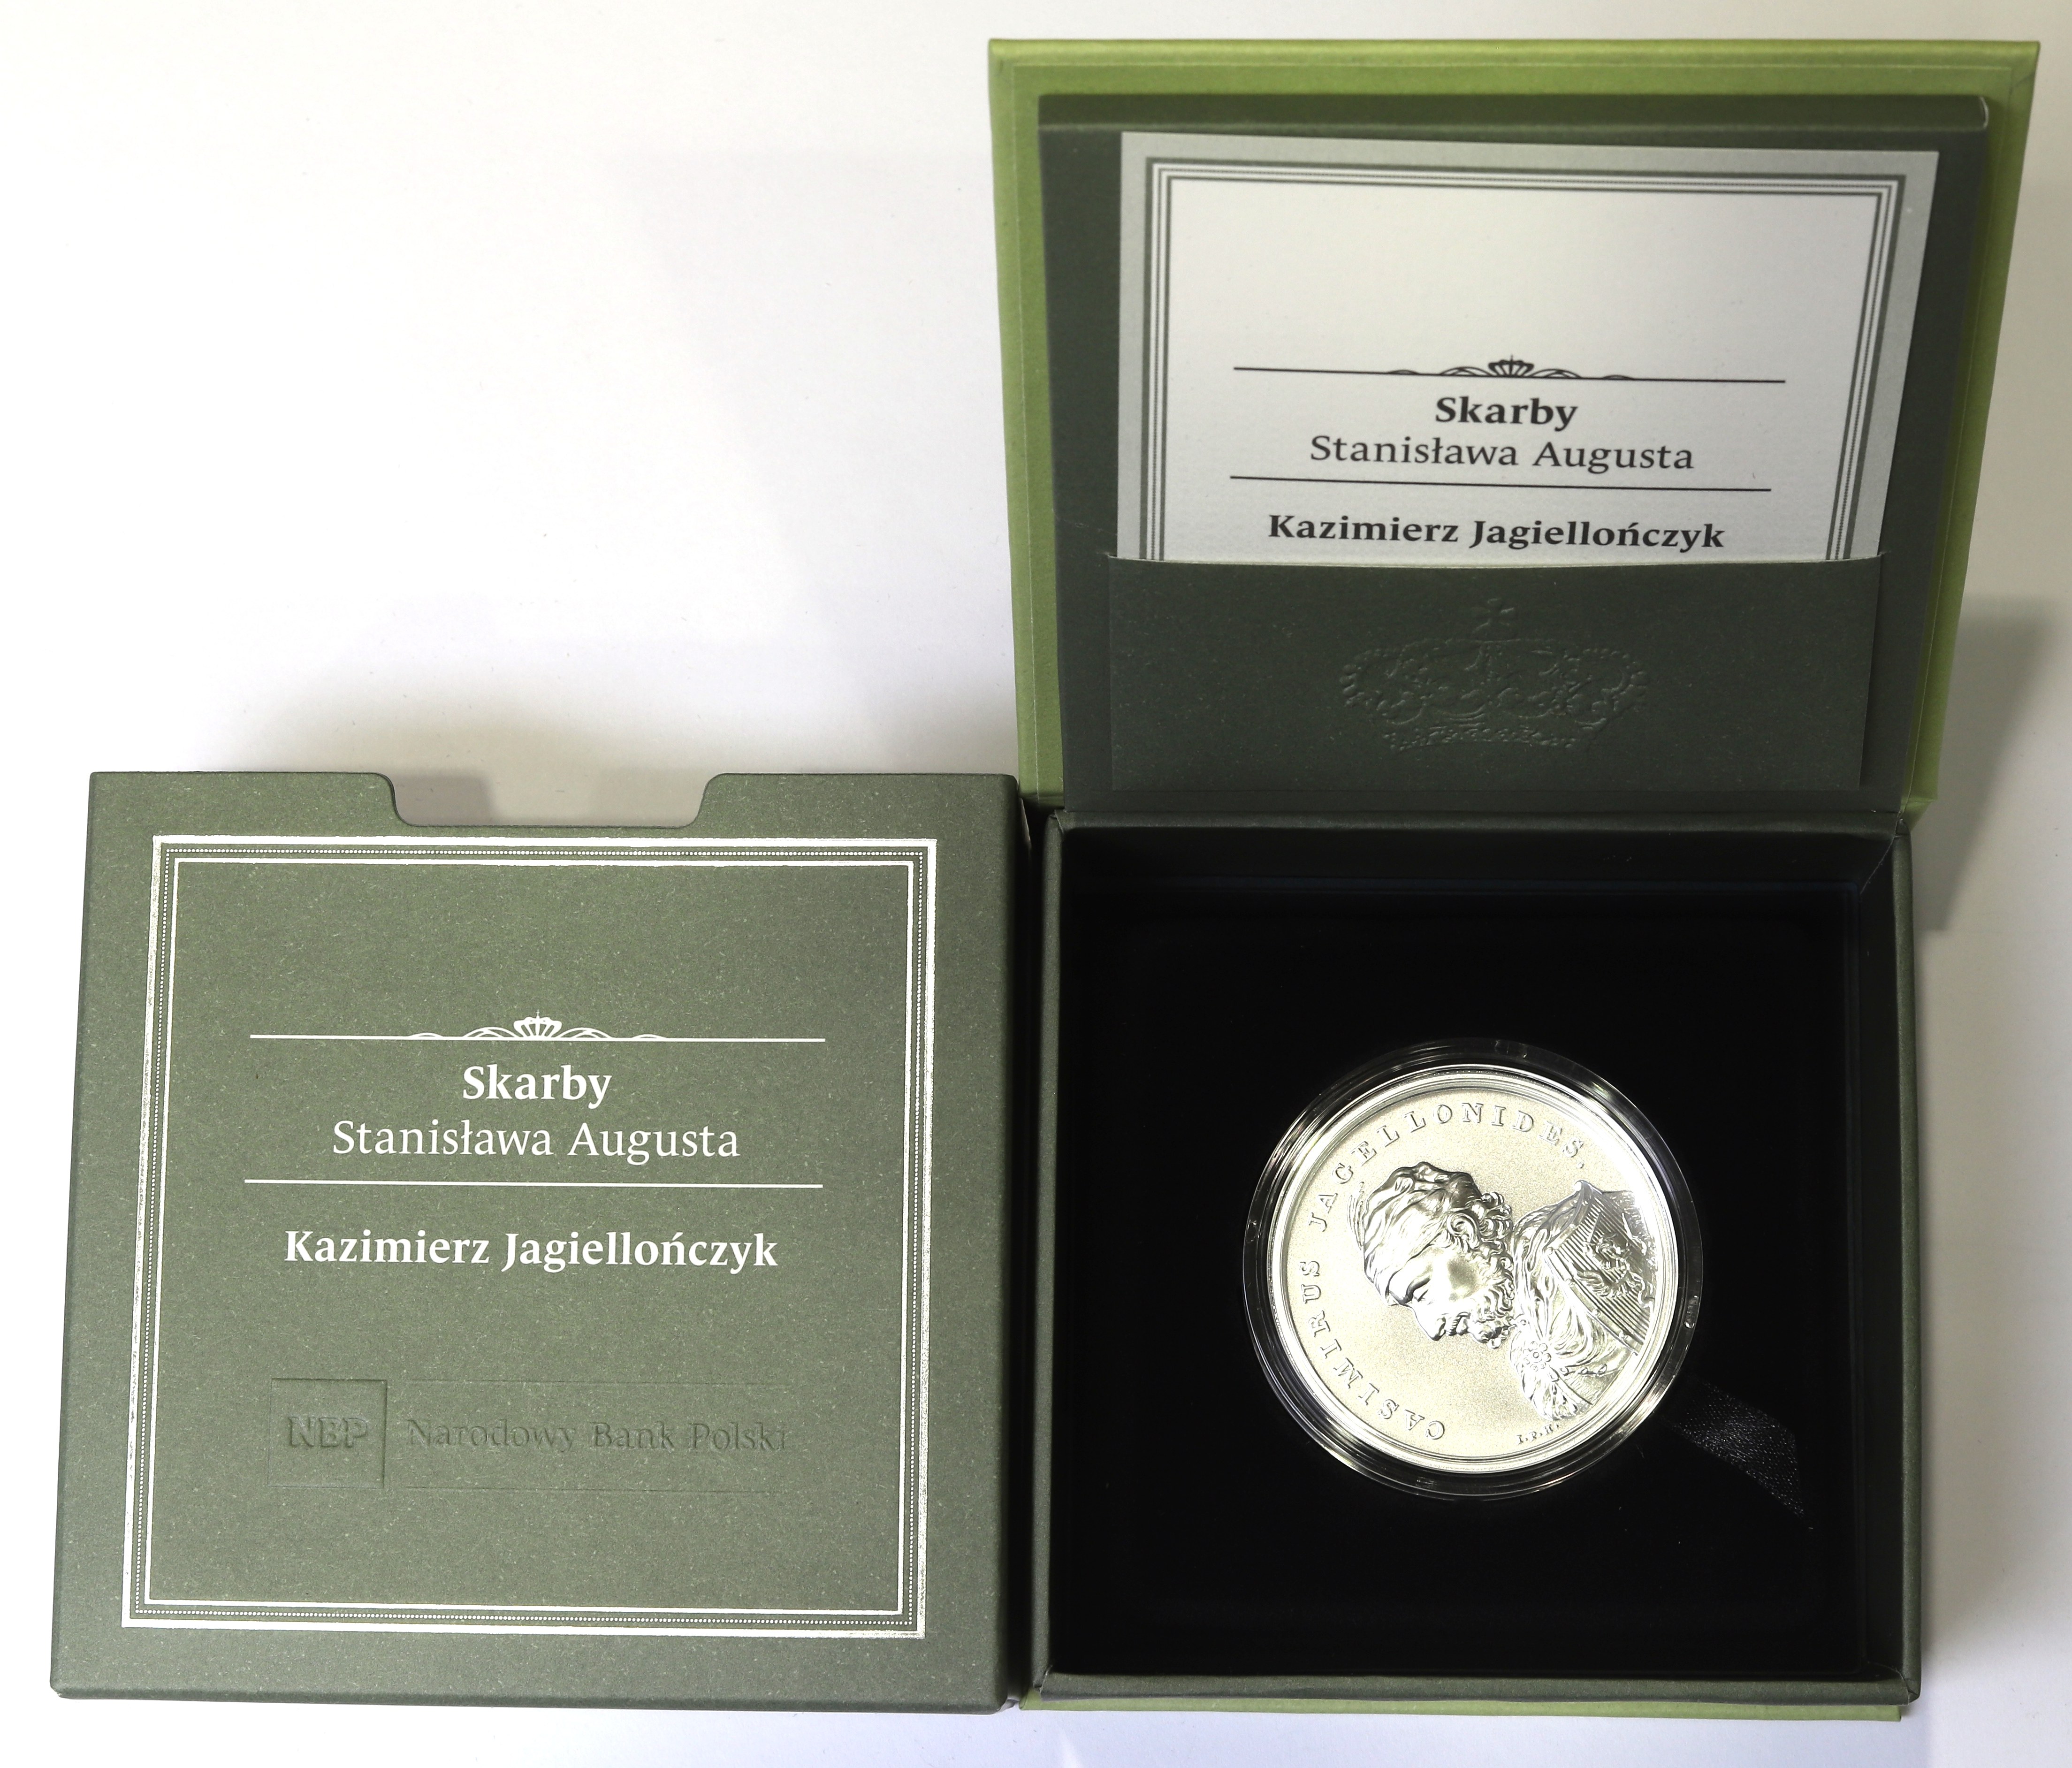 Skarby
Stanisława Augusta
Kazimierz Jagiellończyk
Skarby
Stanisława Augusta
Kazimierz Jagiellończyk
NBP Narodowy Bank Polski
CASIMIRUS JAGELLONIDES.